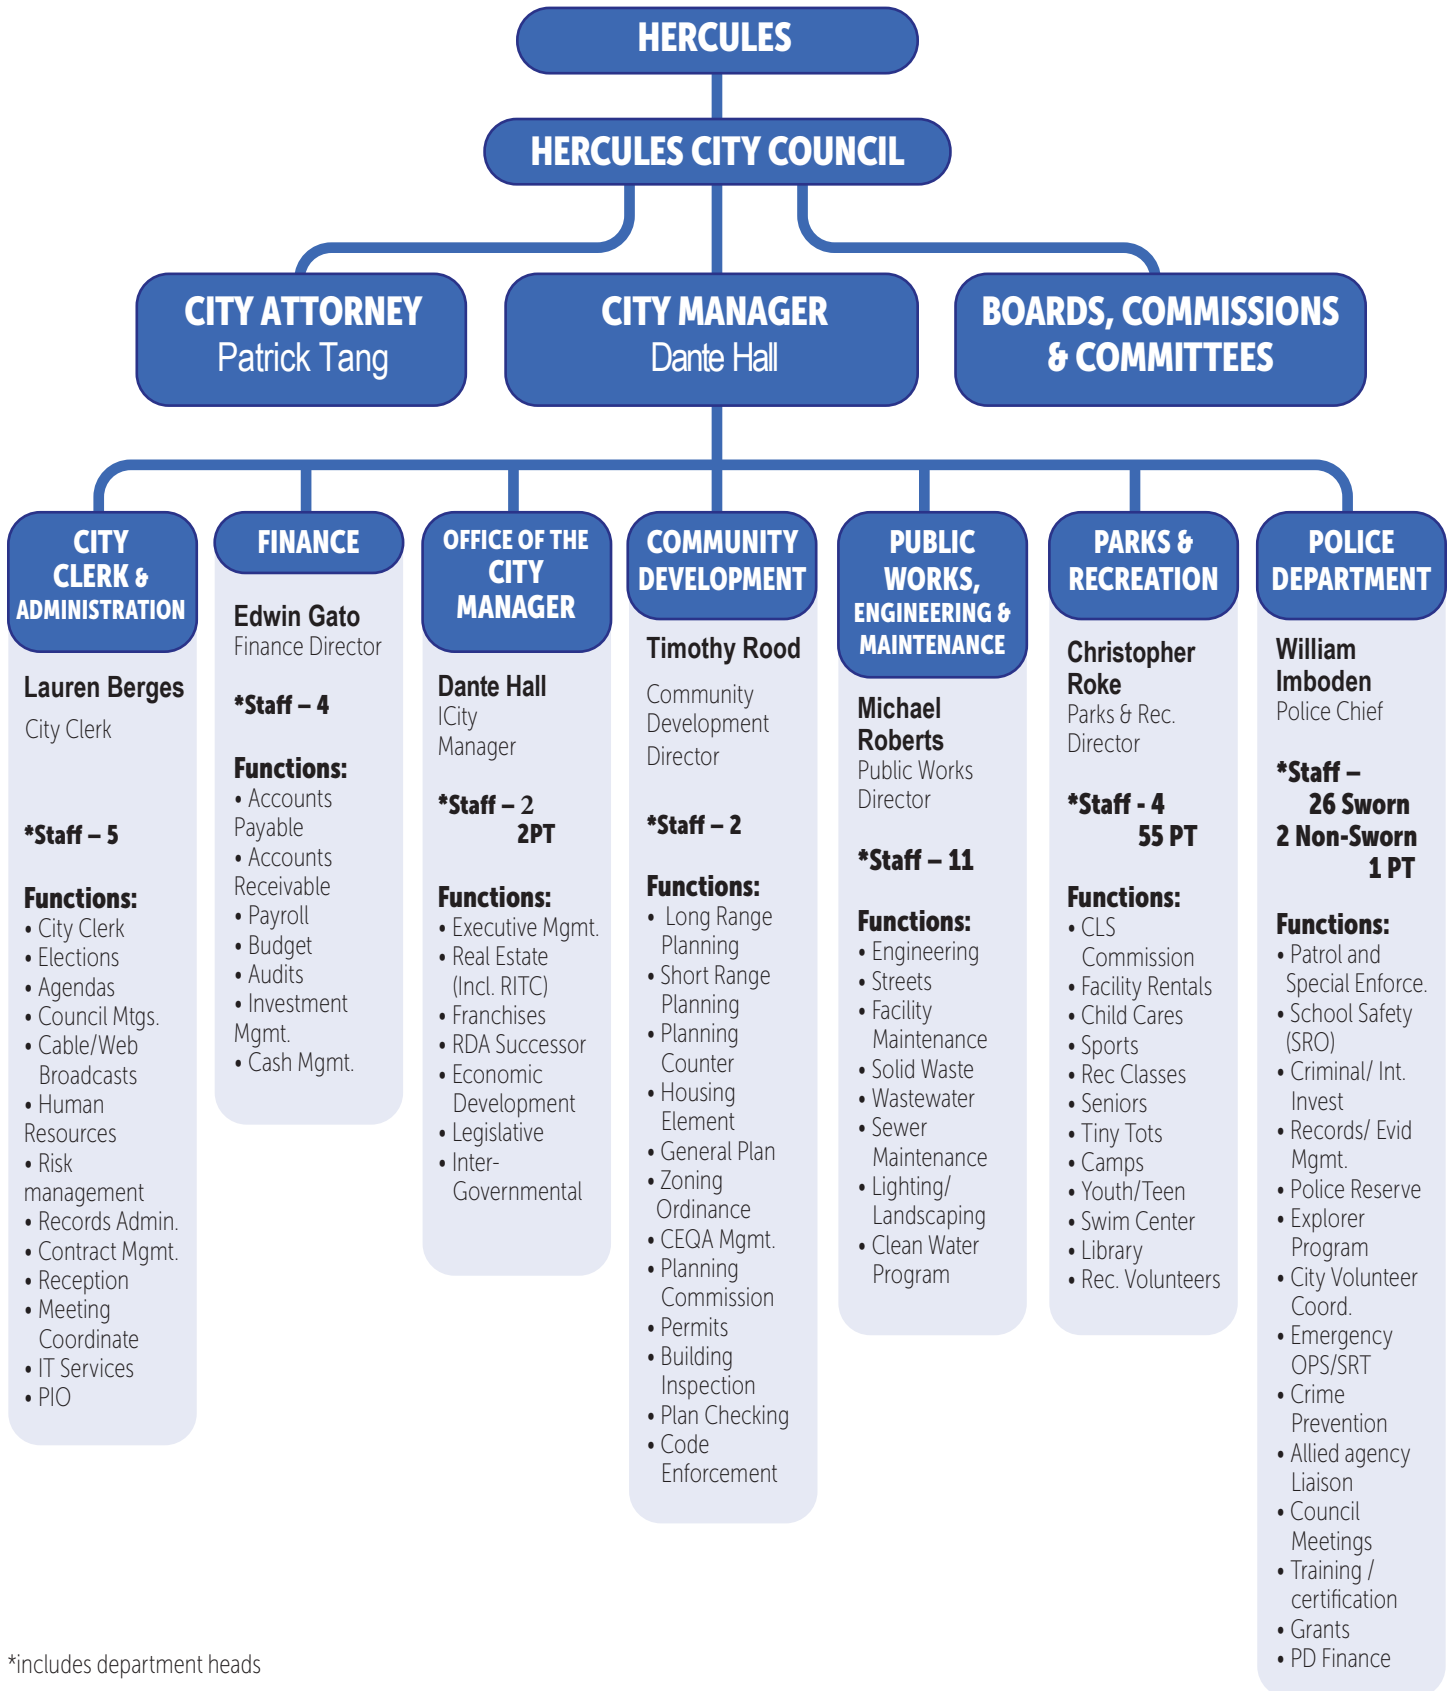 HERCULES
HERCULES CITY COUNCIL
CITY ATTORNEY
Patrick Tang
CITY MANAGER
Dante Hall
BOARDS, COMMISSIONS
& COMMITTEES
CITY
CLERK &
ADMINISTRATION
Lauren Berges
City Clerk
*Staff – 5
Functions:
• City Clerk
• Elections
• Agendas
• Council Mtgs.
• Cable/Web
Broadcasts
• Human
Resources
• Risk
management
• Records Admin.
• Contract Mgmt.
• Reception
• Meeting
Coordinate
• IT Services
• PIO
FINANCE
Edwin Gato
Finance Director
*Staff – 4
Functions:
• Accounts
Payable
• Accounts
Receivable
• Payroll
• Budget
• Audits
• Investment
Mgmt.
• Cash Mgmt.
OFFICE OF THE
CITY
MANAGER
Dante Hall
ICity
Manager
*Staff – 2
2PT
Functions:
• Executive Mgmt.
• Real Estate
(Incl. RITC)
• Franchises
• RDA Successor
• Economic
Development
• Legislative
• Inter-
Governmental
COMMUNITY
DEVELOPMENT
Timothy Rood
Community
Development
Director
*Staff – 2
Functions:
• Long Range
Planning
• Short Range
Planning
• Planning
Counter
• Housing
Element
• General Plan
• Zoning
Ordinance
• CEQA Mgmt.
• Planning
Commission
• Permits
• Building
Inspection
• Plan Checking
• Code
Enforcement
PUBLIC
WORKS,
ENGINEERING &
MAINTENANCE
Michael
Roberts
Public Works
Director
*Staff – 11
Functions:
• Engineering
• Streets
• Facility
Maintenance
• Solid Waste
• Wastewater
• Sewer
Maintenance
• Lighting/
Landscaping
• Clean Water
Program
PARKS &
RECREATION
Christopher
Roke
Parks & Rec.
Director
*Staff - 4
55 PT
Functions:
• CLS
Commission
• Facility Rentals
• Child Cares
• Sports
• Rec Classes
• Seniors
• Tiny Tots
• Camps
• Youth/Teen
• Swim Center
• Library
• Rec. Volunteers
POLICE
DEPARTMENT
William
Imboden
Police Chief
*Staff –
26 Sworn
2 Non-Sworn
1 PT
Functions:
• Patrol and
Special Enforce.
• School Safety
(SRO)
• Criminal/ Int.
Invest
• Records/ Evid
Mgmt.
• Police Reserve
• Explorer
Program
• City Volunteer
Coord.
• Emergency
OPS/SRT
• Crime
Prevention
• Allied agency
Liaison
• Council
Meetings
• Training /
certification
• Grants
• PD Finance
*includes department heads